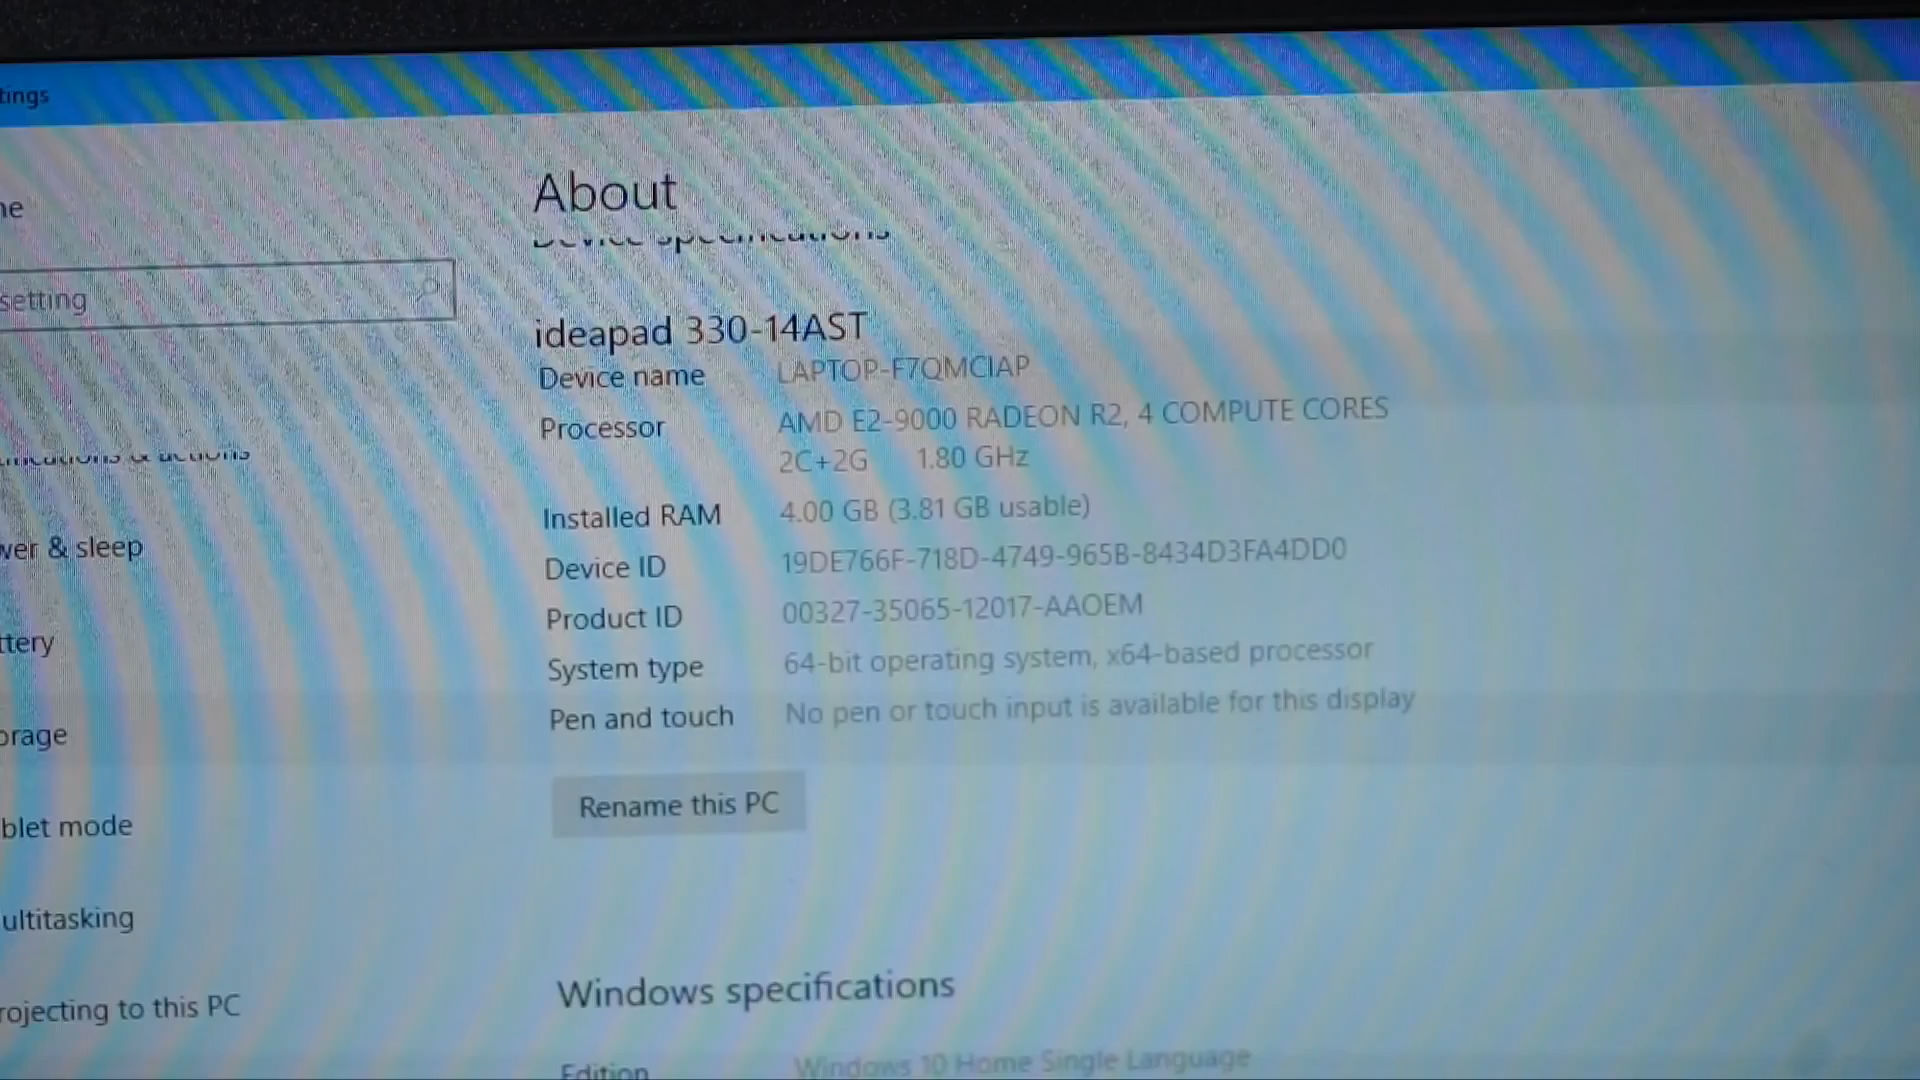 tings
About
Device specifications
ne
setting
ideapad 330-14AST
Device name LAPTOP-F7QMCIAP
Processor AMD E2-9000 RADEON R2, 4 COMPUTE CORES
2C+2G 1.80 GHz
Installed RAM 4.00 GB (3.81 GB usable)
wer & sleep
Device ID 19DE766F-718D-4749-965B-8434D3FA4DD0
Product ID 00327-35065-12017-AAOEM
ttery
System type 64-bit operating system, x64-based processor
Pen and touch No pen or touch input is available for this display
orage
Rename this PC
blet mode
ultitasking
Windows specifications
rojecting to this PC
Edition Windows 10 Home Single Language